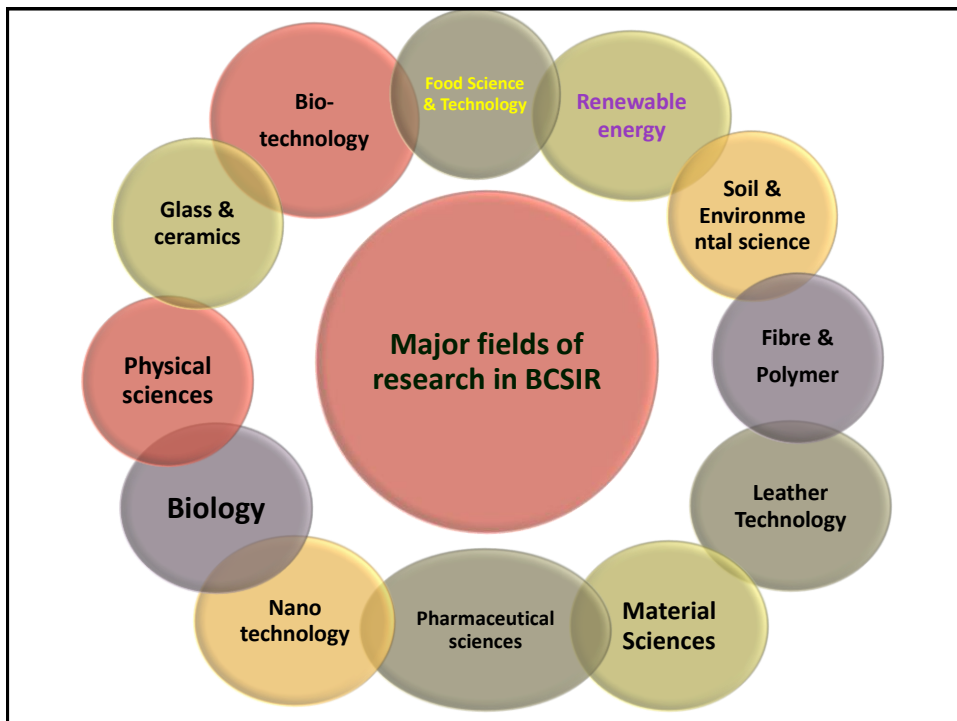 Food Science
& Technology
Bio-
technology
Renewable
energy
Soil &
Environme
ntal science
Glass &
ceramics
Major fields of
research in BCSIR
Fibre &
Polymer
Physical
sciences
Leather
Technology
Biology
Nano
technology
Pharmaceutical
sciences
Material
Sciences